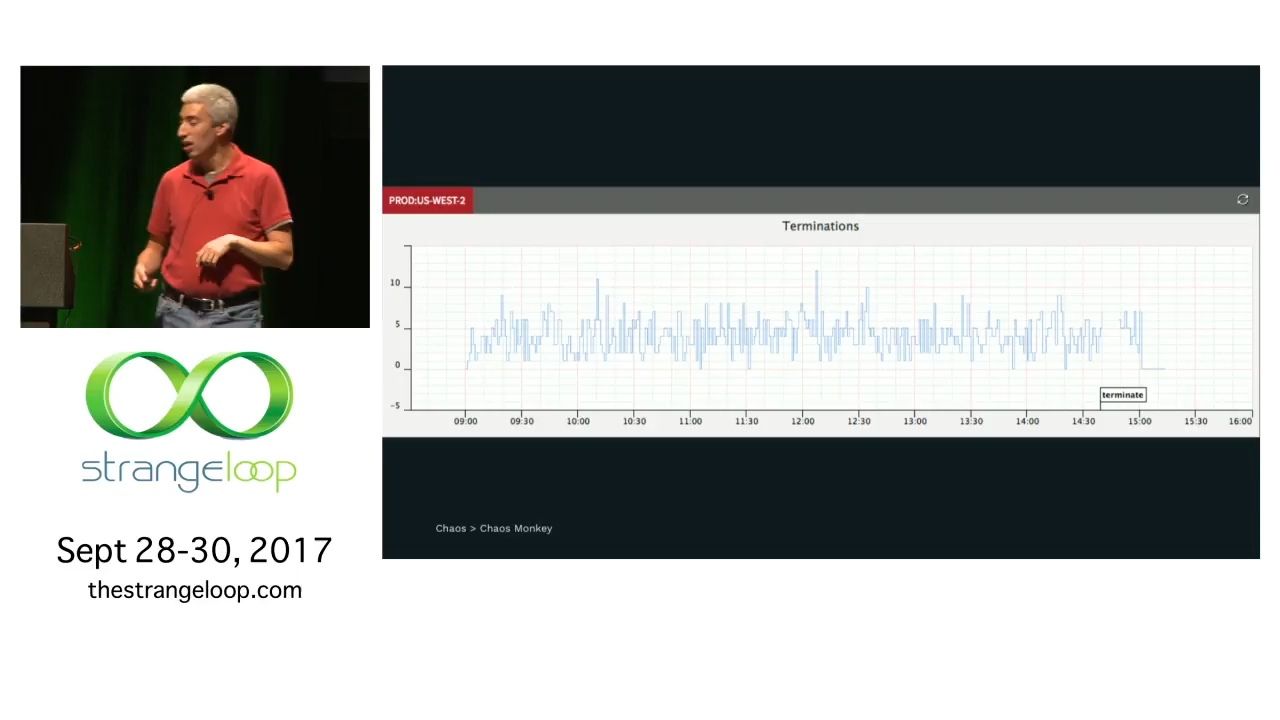 strangeloop
Sept 28-30, 2017
thestrangeloop.com
PROD:US-WEST-2
Terminations
10
5
0
-5
terminate
09:00 09:30 10:00 10:30 11:00 11:30 12:00 12:30 13:00 13:30 14:00 14:30 15:00 15:30 16:00
Chaos > Chaos Monkey